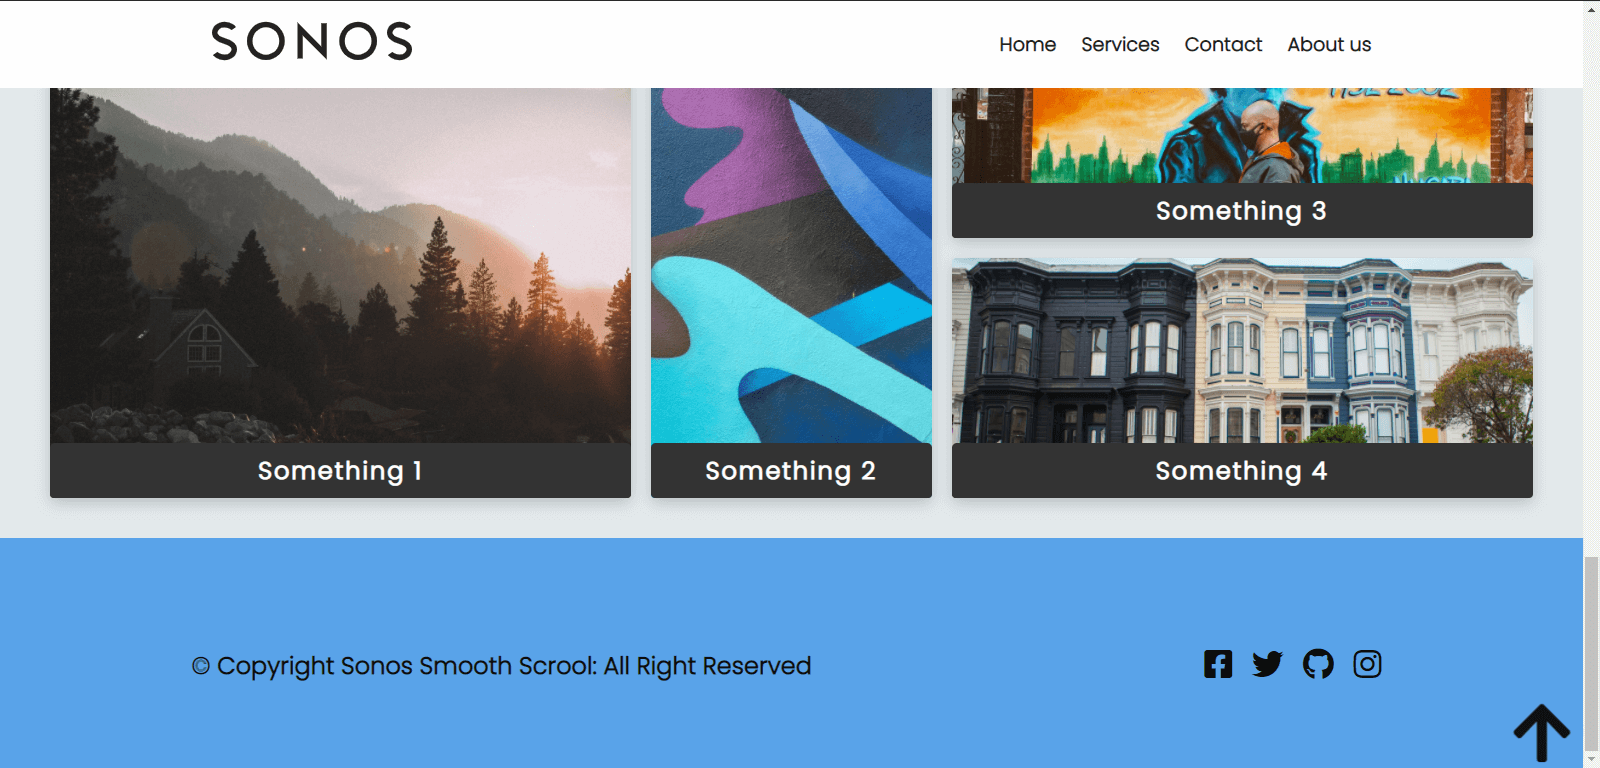 SONOS
Home Services Contact About us
Something 3
Something 1
Something 2
Something 4
© Copyright Sonos Smooth Scrool: All Right Reserved